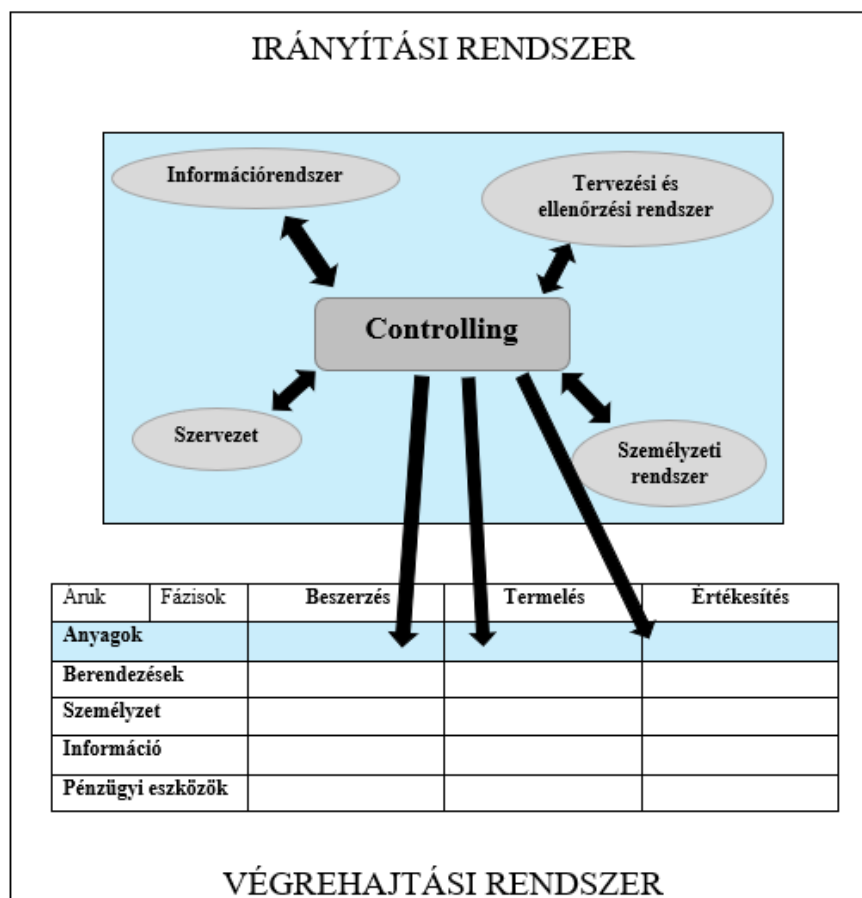 IRÁNYÍTÁSI RENDSZER
Információrendszer
Tervezési és
ellenőrzési rendszer
Controlling
Szervezet
Személyzeti
rendszer
Áruk Fázisok Beszerzés Termelés Értékesítés
Anyagok
Berendezések
Személyzet
Információ
Pénzügyi eszközök
VÉGREHAJTÁSI RENDSZER